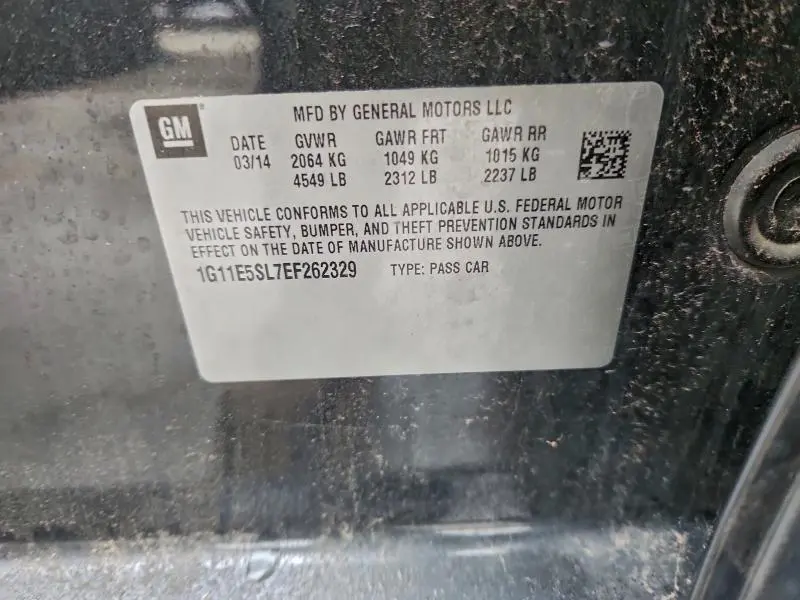 GM
MFD BY GENERAL MOTORS LLC
DATE GVWR GAWR FRT GAWR RR
03/14 2064 KG 1049 KG 1015 KG
4549 LB 2312 LB 2237 LB
THIS VEHICLE CONFORMS TO ALL APPLICABLE U.S. FEDERAL MOTOR
VEHICLE SAFETY, BUMPER, AND THEFT PREVENTION STANDARDS IN
EFFECT ON THE DATE OF MANUFACTURE SHOWN ABOVE.
1G11E5SL7EF262329 TYPE: PASS CAR